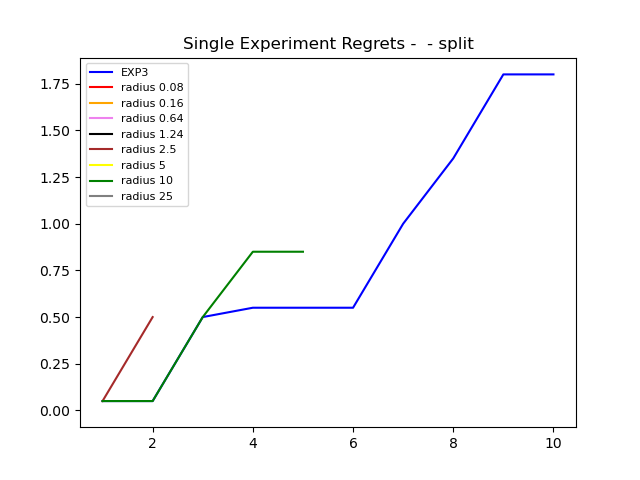 Single Experiment Regrets -  - split
EXP3
radius 0.08
radius 0.16
radius 0.64
radius 1.24
radius 2.5
radius 5
radius 10
radius 25
1.75
1.50
1.25
1.00
0.75
0.50
0.25
0.00
2 4 6 8 10